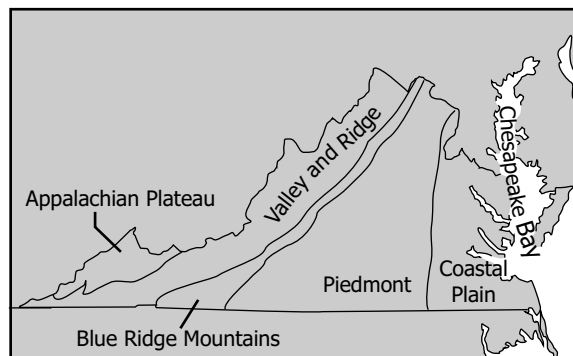 Chesapeake Bay
Valley and Ridge
Appalachian Plateau
Piedmont
Coastal
Plain
Blue Ridge Mountains